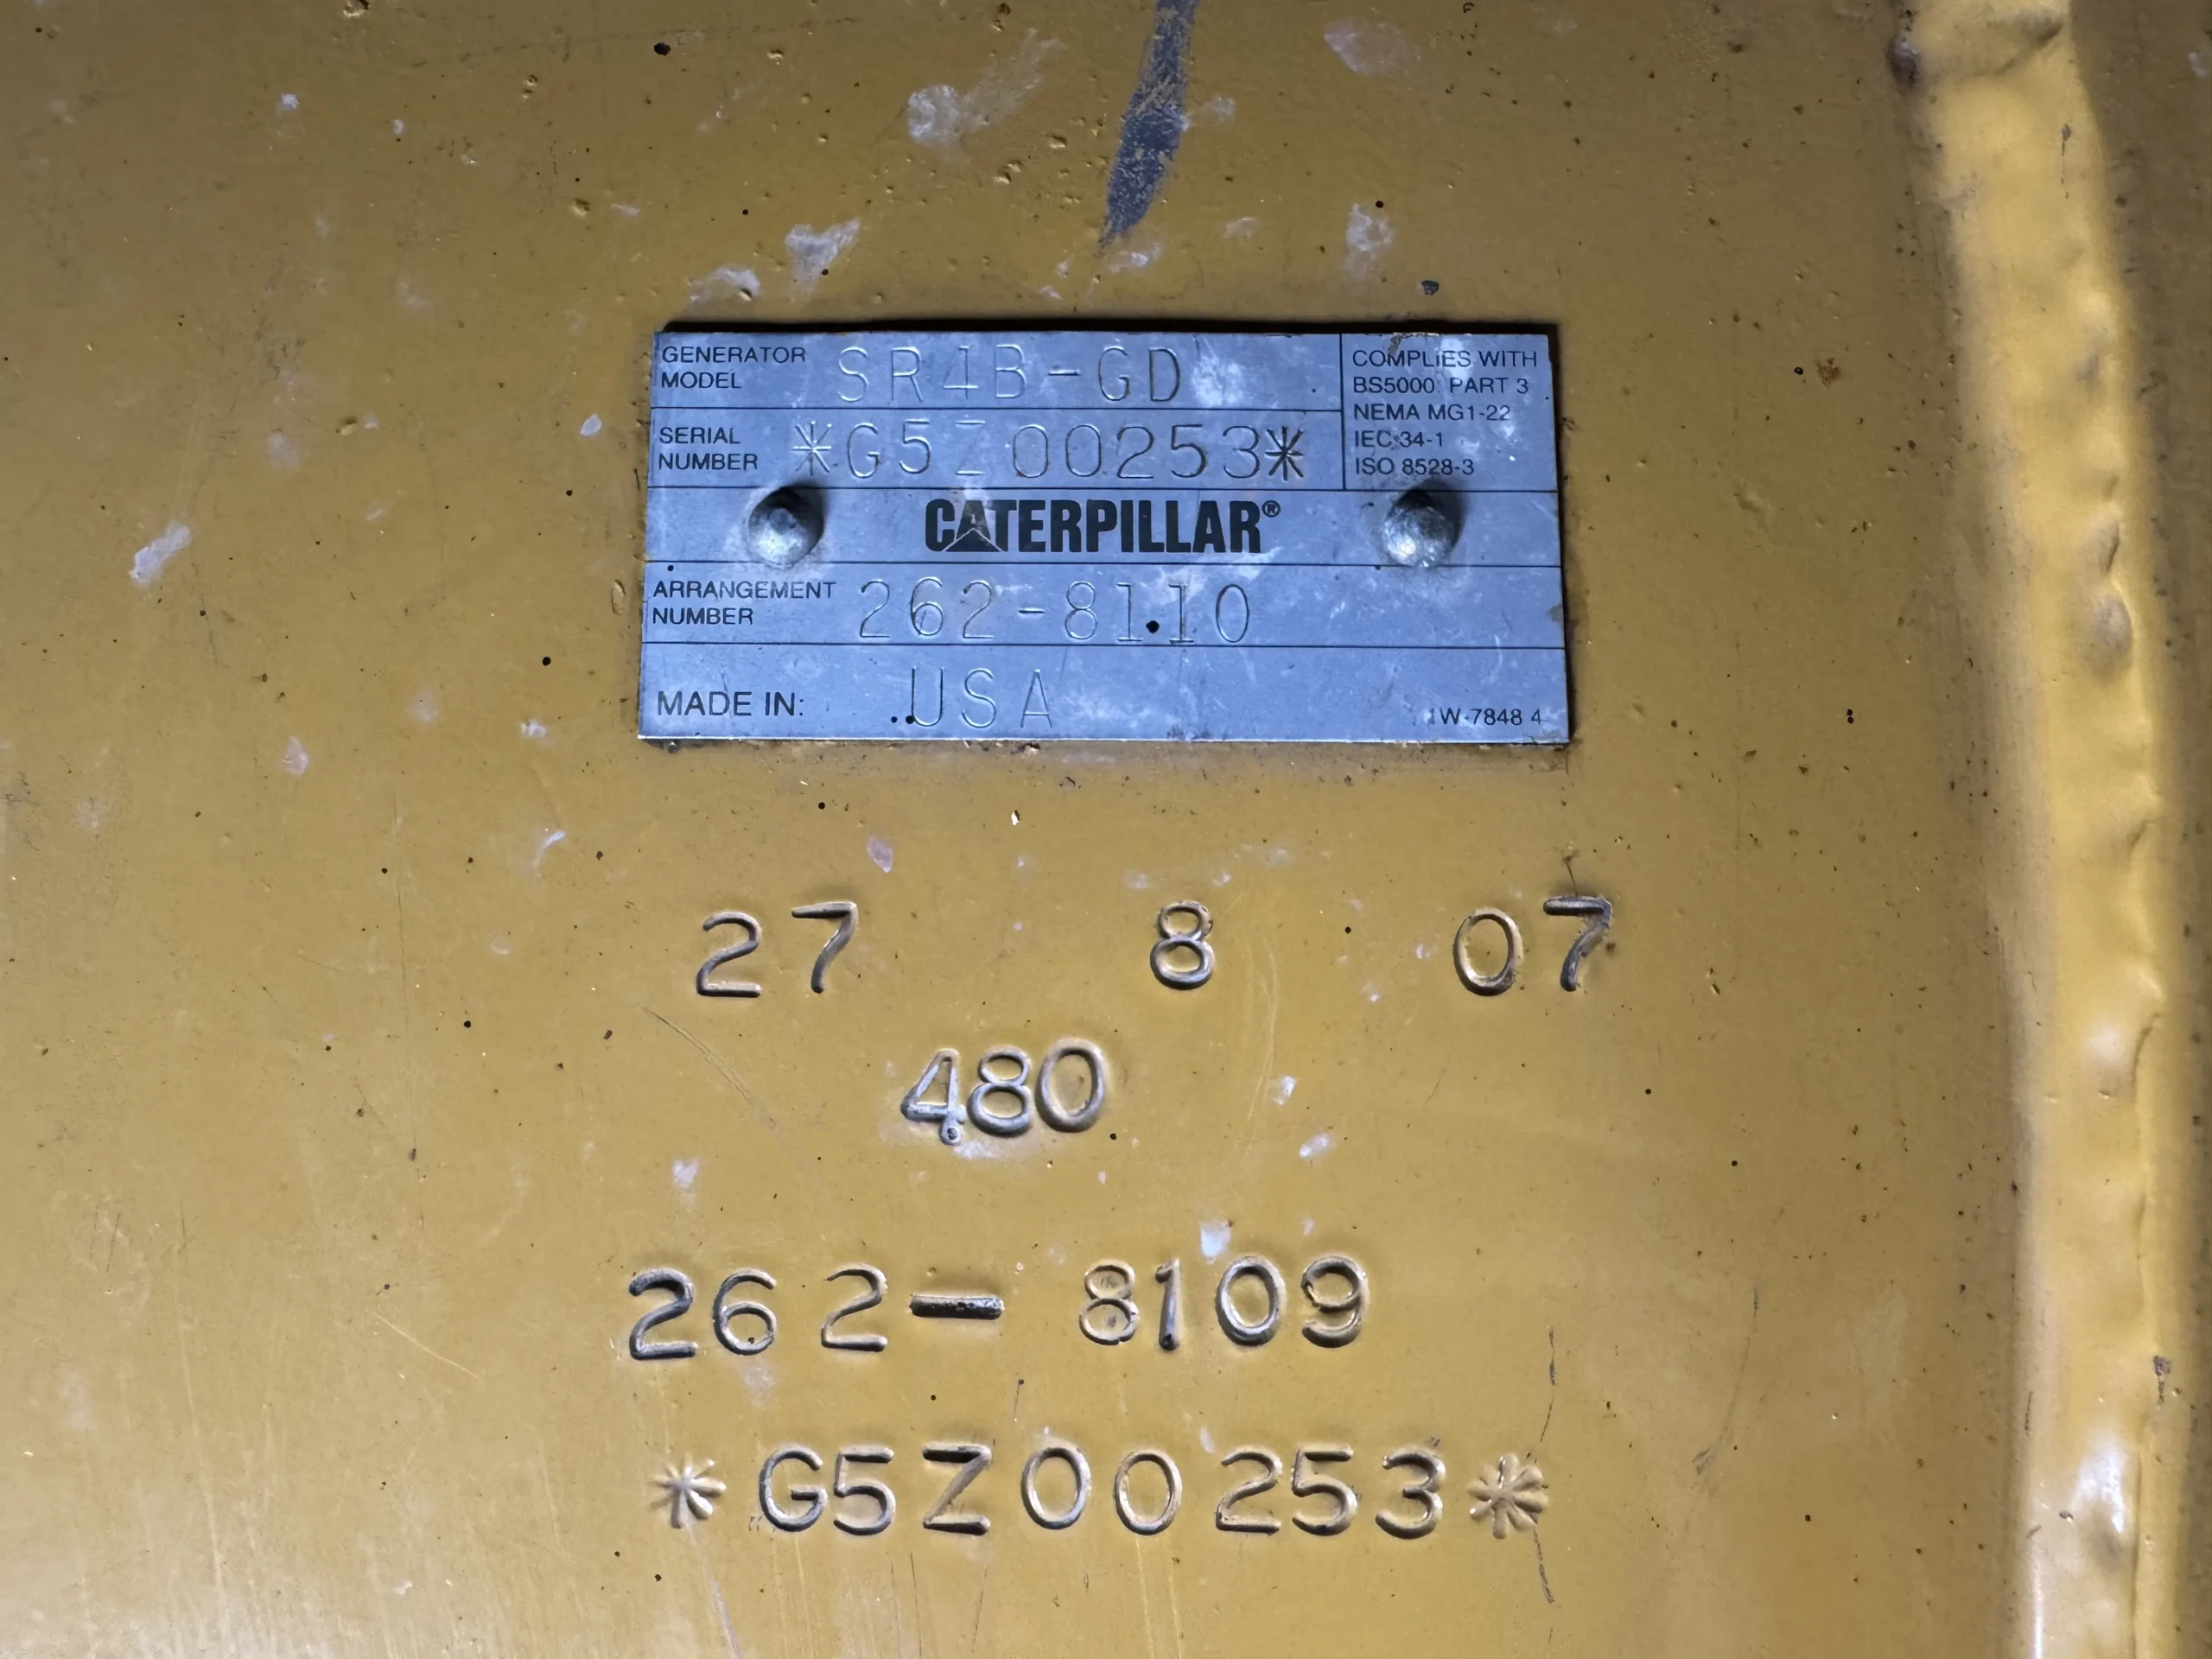 GENERATOR MODEL SR4B-GD
SERIAL NUMBER *G5Z00253*
COMPLIES WITH
BS5000: PART 3
NEMA MG1-22
IEC 34-1
ISO 8528-3
CATERPILLAR®
ARRANGEMENT NUMBER 262-8110
MADE IN: USA
1W-7848 4
27 8 07
480
262-8109
*G5Z00253*